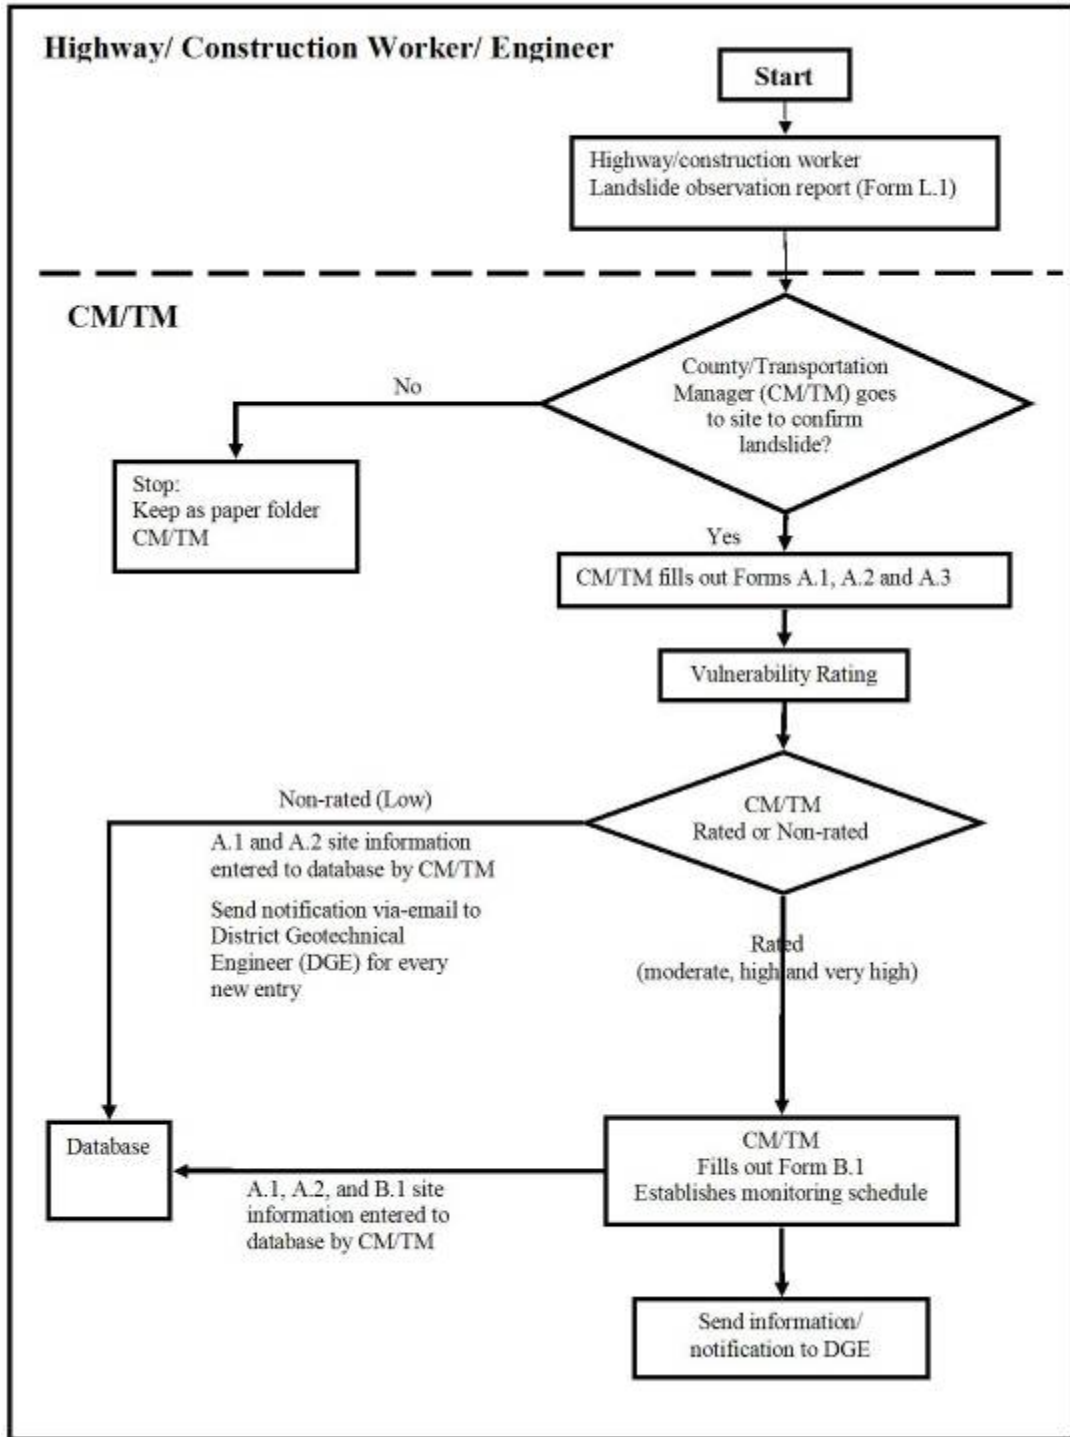 Highway/ Construction Worker/ Engineer
Start
Highway/construction worker
Landslide observation report (Form L.1)
CM/TM
County/Transportation
Manager (CM/TM) goes
to site to confirm
landslide?
No
Stop:
Keep as paper folder
CM/TM
Yes
CM/TM fills out Forms A.1, A.2 and A.3
Vulnerability Rating
CM/TM
Rated or Non-rated
Non-rated (Low)
A.1 and A.2 site information
entered to database by CM/TM
Send notification via-email to
District Geotechnical
Engineer (DGE) for every
new entry
Rated
(moderate, high and very high)
Database
CM/TM
Fills out Form B.1
Establishes monitoring schedule
A.1, A.2, and B.1 site
information entered to
database by CM/TM
Send information/
notification to DGE